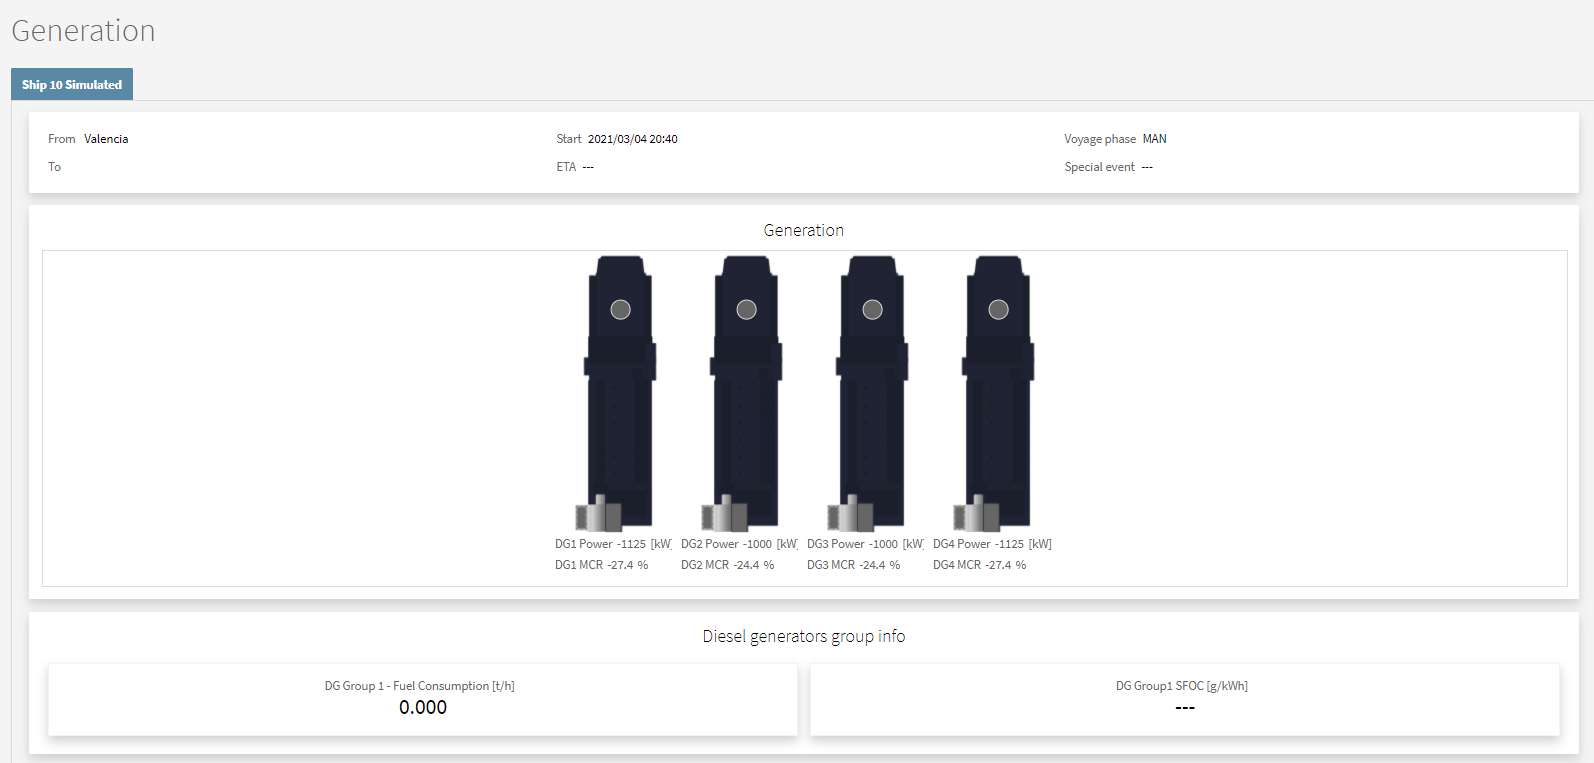 Generation
Ship 10 Simulated
From Valencia
Start 2021/03/04 20:40
Voyage phase MAN
To
ETA ---
Special event ---
Generation
DG1 Power -1125 [kW
DG2 Power -1000 [kW
DG3 Power -1000 [kW
DG4 Power -1125 [kW]
DG1 MCR -27.4 %
DG2 MCR -24.4 %
DG3 MCR -24.4 %
DG4 MCR -27.4 %
Diesel generators group info
DG Group 1 - Fuel Consumption [t/h]
0.000
DG Group1 SFOC [g/kWh]
---